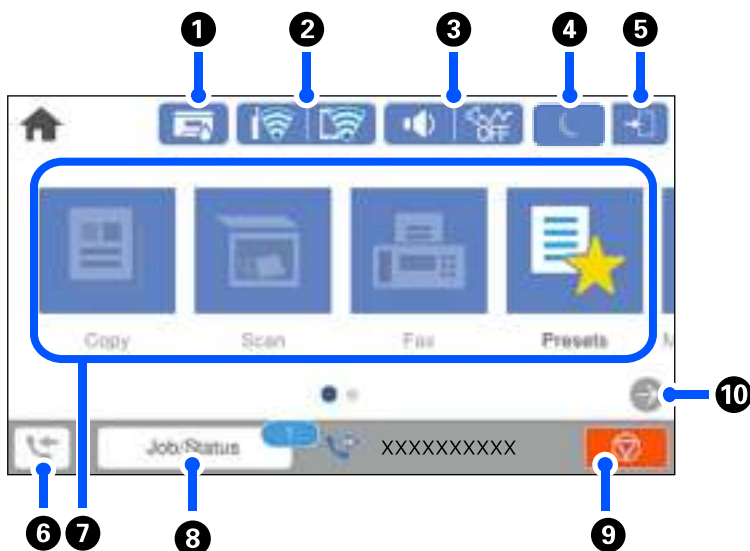 1 2 3 4 5
OFF
Copy Scan Fax Presets M
10
Job/Status 1 XXXXXXXXXX
6 7 8 9